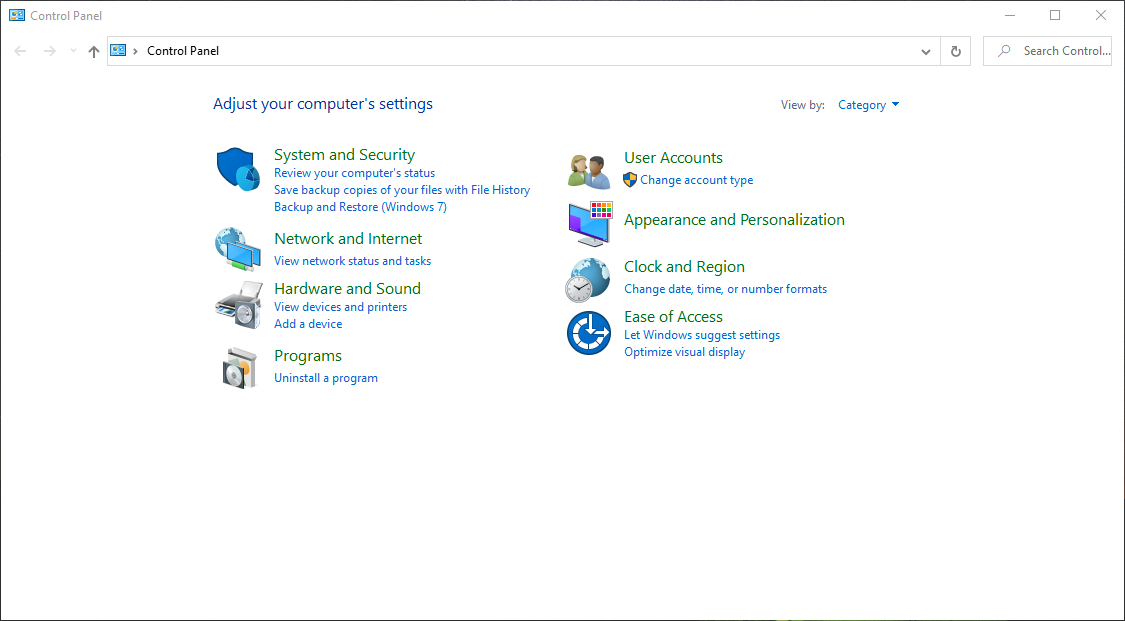 Control Panel
Control Panel
Search Control...
Adjust your computer's settings
View by: Category
System and Security
Review your computer's status
Save backup copies of your files with File History
Backup and Restore (Windows 7)
Network and Internet
View network status and tasks
Hardware and Sound
View devices and printers
Add a device
Programs
Uninstall a program
User Accounts
Change account type
Appearance and Personalization
Clock and Region
Change date, time, or number formats
Ease of Access
Let Windows suggest settings
Optimize visual display